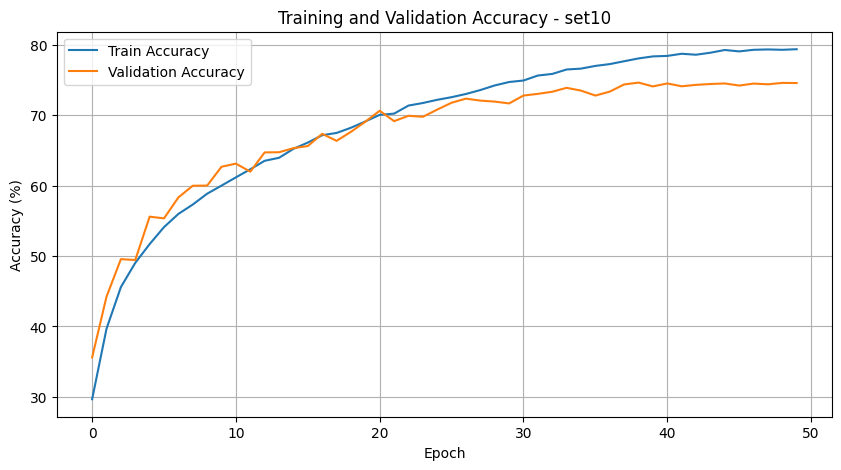 Training and Validation Accuracy - set10
Train Accuracy
Validation Accuracy
Accuracy (%)
80
70
60
50
40
30
0 10 20 30 40 50
Epoch